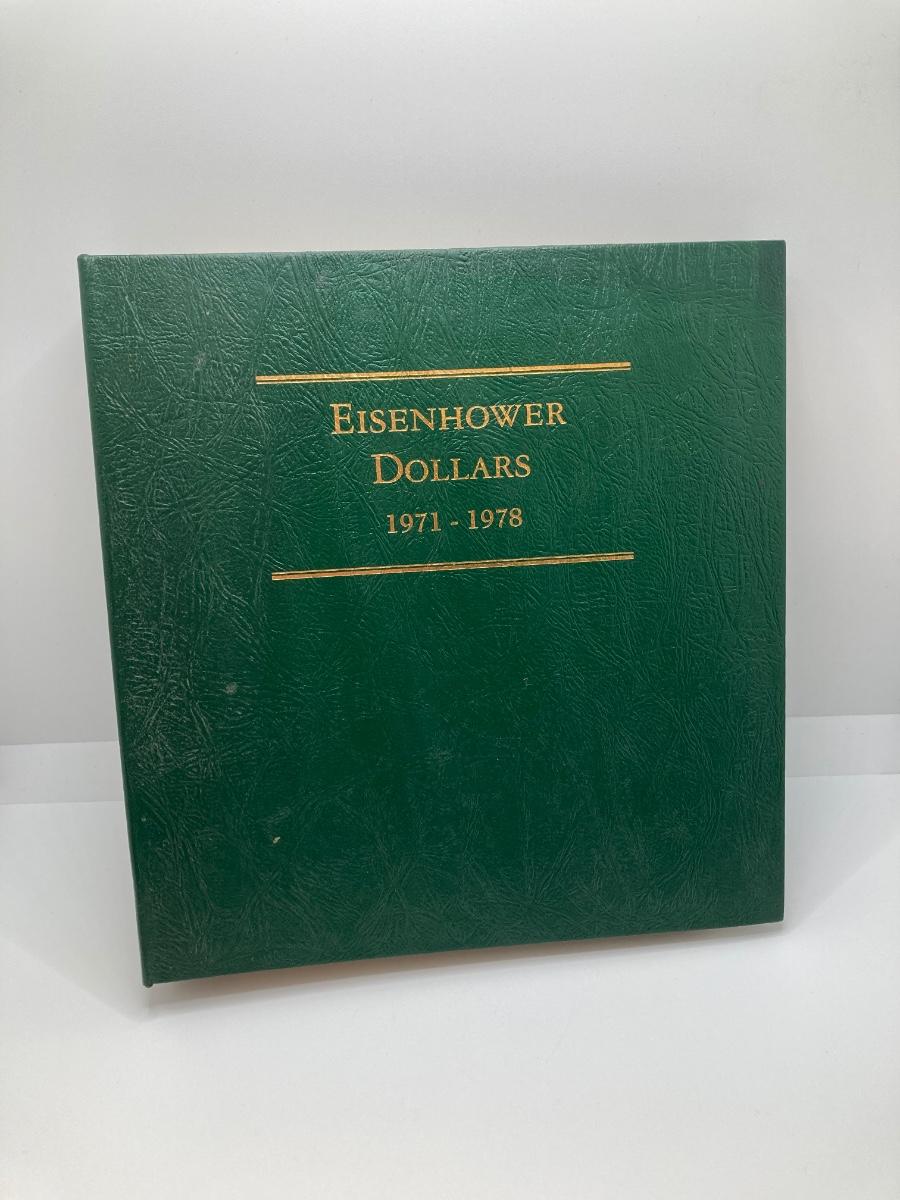 Eisenhower
Dollars
1971 - 1978